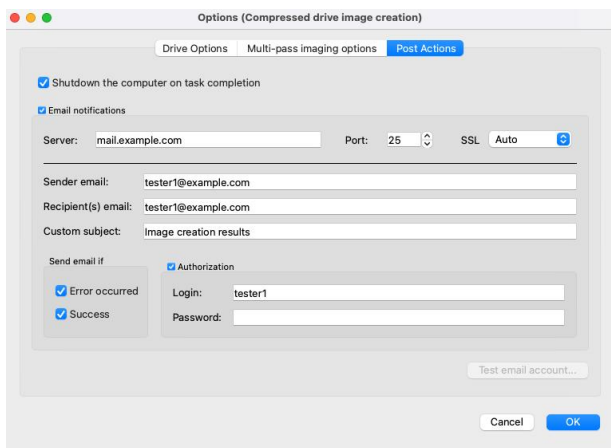 Options (Compressed drive image creation)
Drive Options Multi-pass imaging options Post Actions
Shutdown the computer on task completion
Email notifications
Server: mail.example.com Port: 25 SSL Auto
Sender email: tester1@example.com
Recipient(s) email: tester1@example.com
Custom subject: Image creation results
Send email if
Error occurred
Success
Authorization
Login: tester1
Password:
Test email account...
Cancel OK